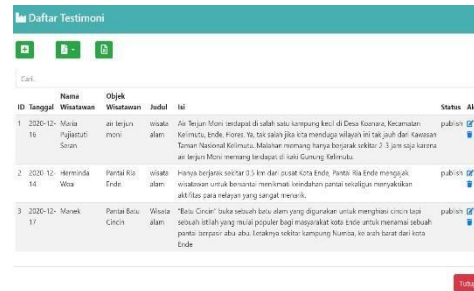 Daftar Testimoni
Cari.
Nama Objek
ID Tanggal Wisatawan Wisatawan Judul Isi Status Ak
1 2020-12- Maria air terjun wisata Air Terjun Moni terdapat di salah satu kampung kecil di Desa Koanara, Kecamatan publish
16 Pujiastuti moni alam Kelimutu, Ende, Flores. Ya, tak salah jika kita menduga wilayah ini tak jauh dari Kawasan
Seran Taman Nasional Kelimutu. Malahan memang hanya berjarak sekitar 2-3 jam saja karena
air terjun Moni memang terdapat di kaki Gunung Kelimutu.
2 2020-12- Herminda Pantai Ria wisata Hanya berjarak sekitar 0.5 km dari pusat Kota Ende, Pantai Ria Ende mengajak publish
14 Woa Ende alam wisatawan untuk bersantai menikmati keindahan pantai sekaligus menyaksikan
aktifitas para nelayan yang sangat menarik.
3 2020-12- Manek Pantai Batu Wisata "Batu Cincin" buka sebuah batu alam yang digunakan untuk menghiasi cincin tapi publish
17 Cincin alam sebuah istilah yang mulai populer bagi masyarakat kota Ende untuk menamai sebuah
pantai berpasir abu-abu. Letaknya sekitar kampung Numba, ke arah barat dari kota
Ende
Tutup